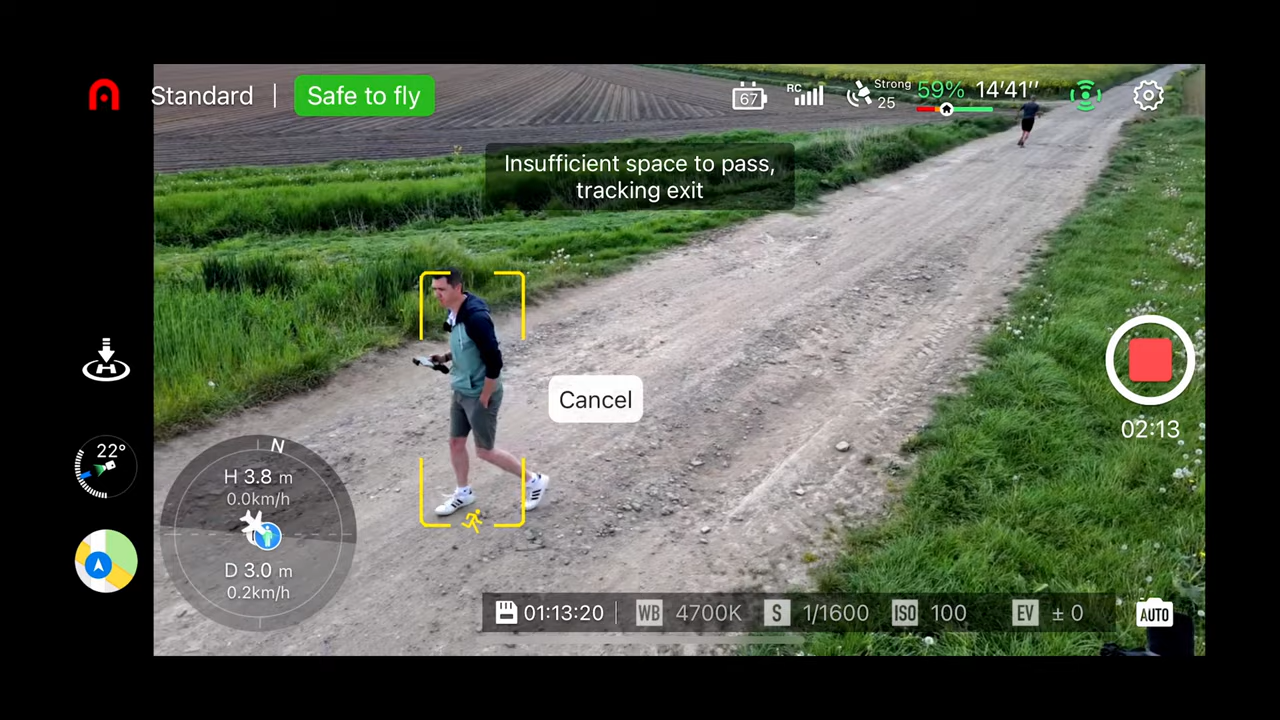 Standard
Safe to fly
67
RC
Strong
25
59%
14'41''
Insufficient space to pass,
tracking exit
Cancel
02:13
22°
N
H 3.8 m
0.0km/h
D 3.0 m
0.2km/h
01:13:20
WB 4700K
S 1/1600
ISO 100
EV ± 0
AUTO